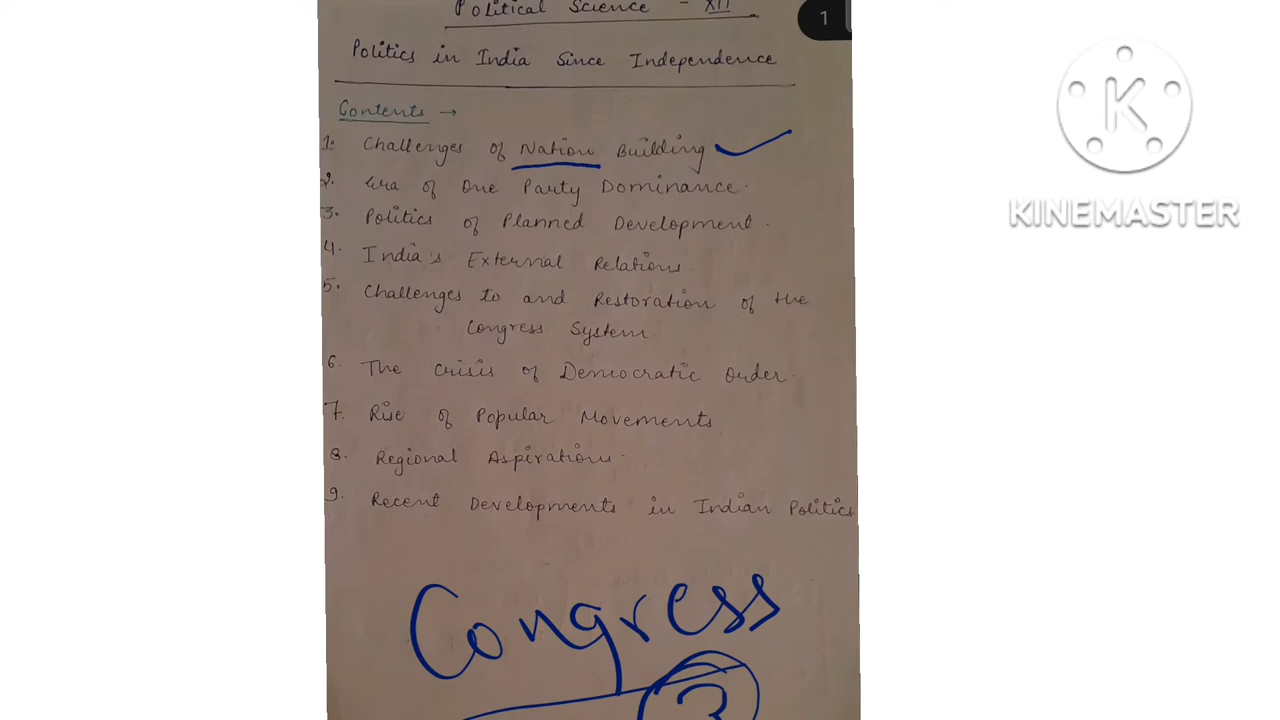 Political Science - XII
1
Politics in India Since Independence
Contents →
1. Challenges of Nation Building
2. Era of One Party Dominance.
3. Politics of Planned Development.
4. India's External Relations.
5. Challenges to and Restoration of the
Congress System.
6. The Crisis of Democratic Order.
7. Rise of Popular Movements
8. Regional Aspirations.
9. Recent Developments in Indian Politics
Congress
3
K
KINEMASTER